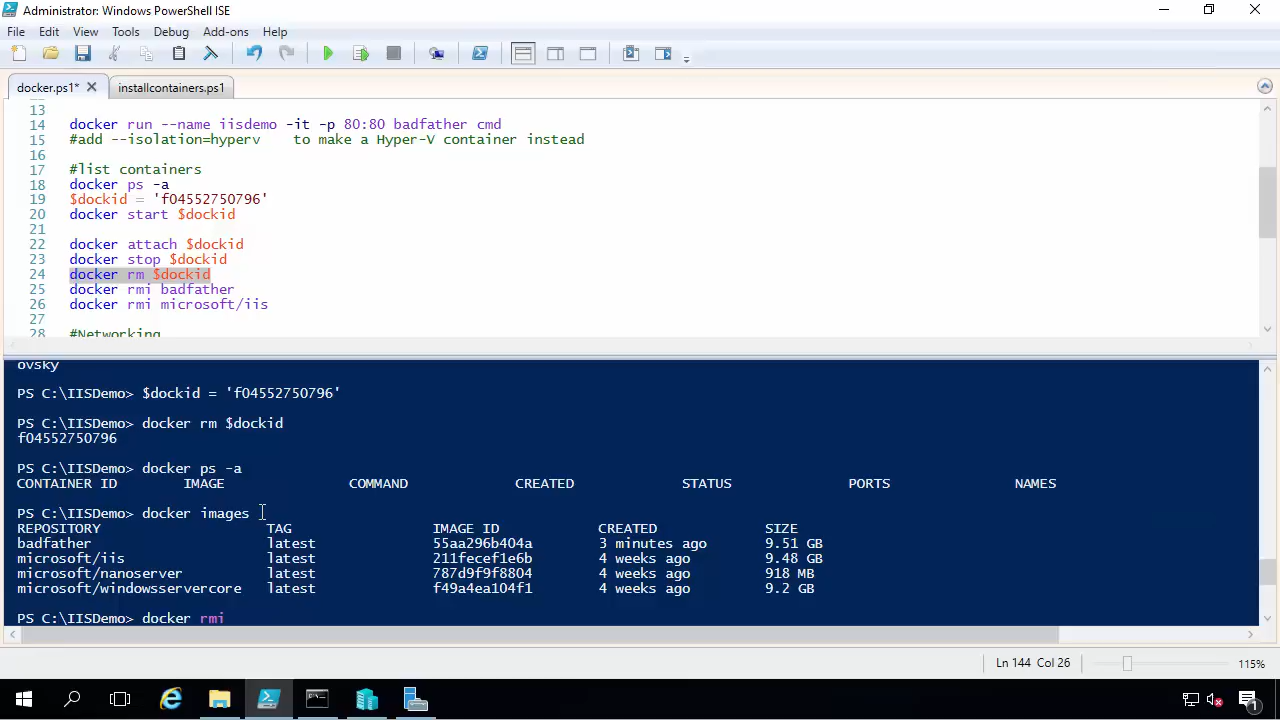 Administrator: Windows PowerShell ISE
File Edit View Tools Debug Add-ons Help
docker.ps1* installcontainers.ps1
13
14 docker run --name iisdemo -it -p 80:80 badfather cmd
15 #add --isolation=hyperv    to make a Hyper-V container instead
16
17 #list containers
18 docker ps -a
19 $dockid = 'f04552750796'
20 docker start $dockid
21
22 docker attach $dockid
23 docker stop $dockid
24 docker rm $dockid
25 docker rmi badfather
26 docker rmi microsoft/iis
27
28 #Networking
ovsky
PS C:\IISDemo> $dockid = 'f04552750796'
PS C:\IISDemo> docker rm $dockid
f04552750796
PS C:\IISDemo> docker ps -a
CONTAINER ID IMAGE COMMAND CREATED STATUS PORTS NAMES
PS C:\IISDemo> docker images
REPOSITORY TAG IMAGE ID CREATED SIZE
badfather latest 55aa296b404a 3 minutes ago 9.51 GB
microsoft/iis latest 211fecef1e6b 4 weeks ago 9.48 GB
microsoft/nanoserver latest 787d9f9f8804 4 weeks ago 918 MB
microsoft/windowsservercore latest f49a4ea104f1 4 weeks ago 9.2 GB
PS C:\IISDemo> docker rmi
Ln 144 Col 26 115%
1